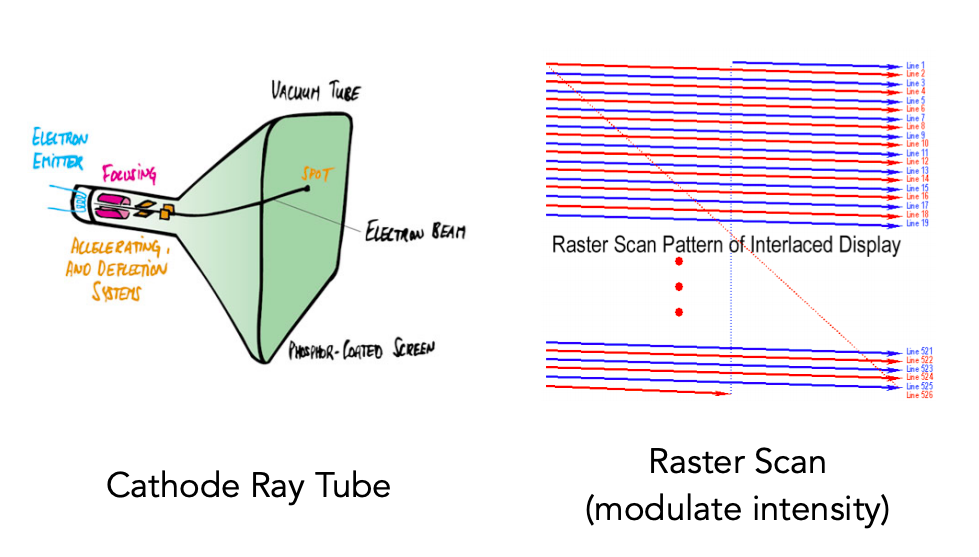 VACUUM TUBE
ELECTRON
EMITTER
FOCUSING
SPOT
ELECTRON BEAM
ACCELERATING,
AND DEFLECTION
SYSTEMS
PHOSPHOR-COATED SCREEN
Cathode Ray Tube
Line 1
Line 2
Line 3
Line 4
Line 5
Line 6
Line 7
Line 8
Line 9
Line 10
Line 11
Line 12
Line 13
Line 14
Line 15
Line 16
Line 17
Line 18
Line 19
Raster Scan Pattern of Interlaced Display
Line 521
Line 522
Line 523
Line 524
Line 525
Line 526
Raster Scan
(modulate intensity)